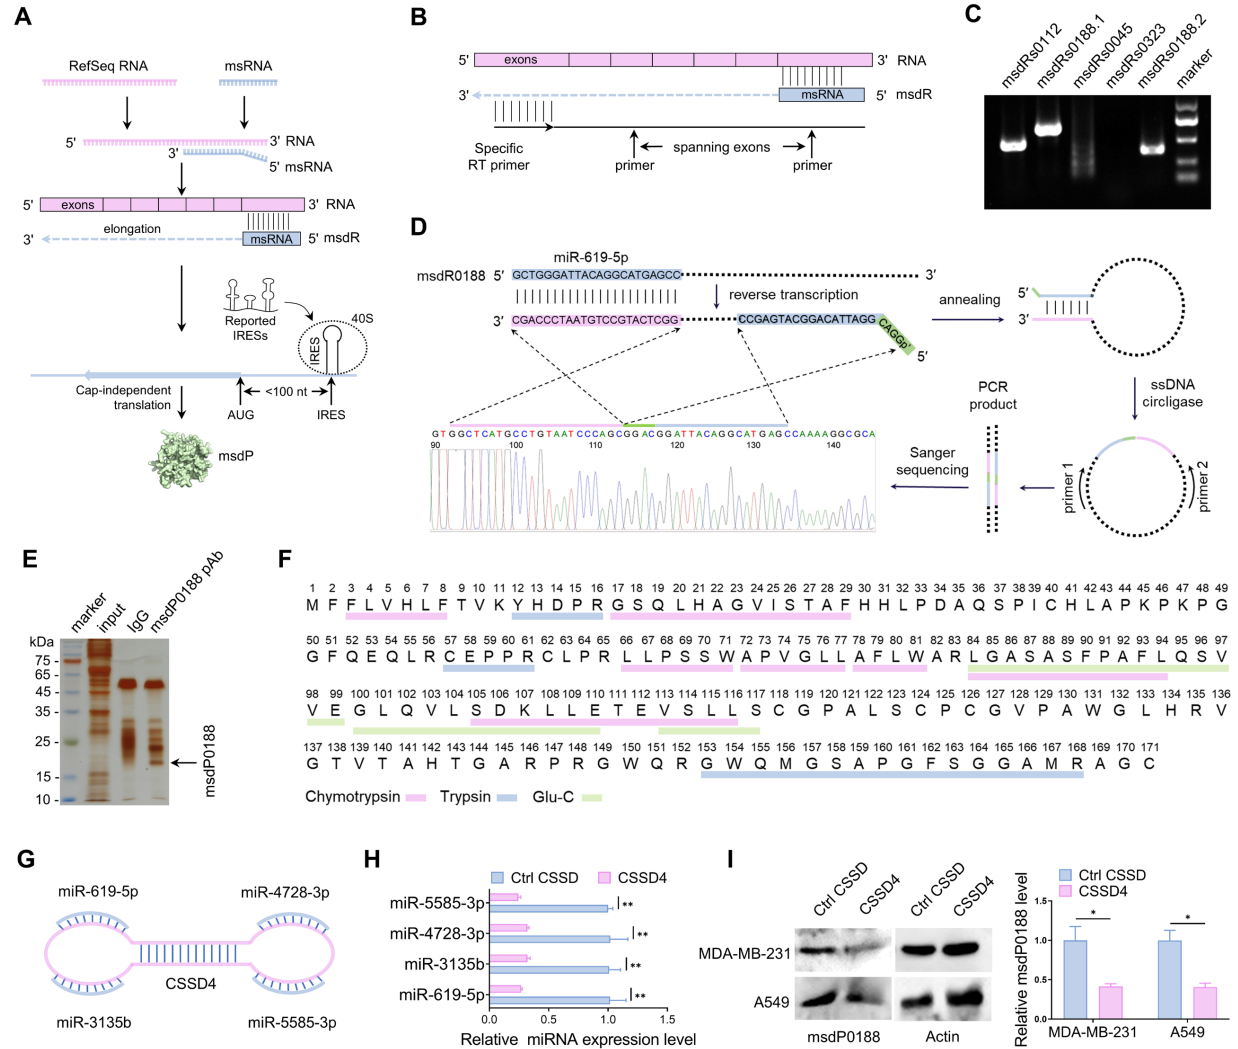 A
RefSeq RNA
msRNA
5'
3' RNA
3'
5' msRNA
5'
exons
3' RNA
elongation
3'
msRNA
5' msdR
Reported
IRESs
40S
IRES
Cap-independent
translation
<100 nt
AUG
IRES
msdP
B
5'
exons
3' RNA
3'
msRNA
5' msdR
Specific
RT primer
spanning exons
primer
primer
C
msdRs0112
msdRs0188.1
msdRs0045
msdRs0323
msdRs0188.2
marker
D
miR-619-5p
msdR0188 5' GCTGGGATTACAGGCATGAGCC 3'
reverse transcription
3' CGACCCTAATGTCCGTACTCGG CCGAGTACGGACATTAGG CAGGp' 5'
annealing
5'
3'
ssDNA
circligase
primer 1
primer 2
PCR
product
Sanger
sequencing
GTGGCTCATGCCTGTAATCCCAGCGGACGGATTACAGGCATGAGCCAAAAGGCGCA
90 100 110 120 130 140
E
marker
input
IgG
msdP0188 pAb
kDa
75
65
45
35
25
15
10
msdP0188
F
1 2 3 4 5 6 7 8 9 10 11 12 13 14 15 16 17 18 19 20 21 22 23 24 25 26 27 28 29 30 31 32 33 34 35 36 37 38 39 40 41 42 43 44 45 46 47 48 49
M F F L V H L F T V K Y H D P R G S Q L H A G V I S T A F H H L P D A Q S P I C H L A P K P K P G
50 51 52 53 54 55 56 57 58 59 60 61 62 63 64 65 66 67 68 69 70 71 72 73 74 75 76 77 78 79 80 81 82 83 84 85 86 87 88 89 90 91 92 93 94 95 96 97
G F Q E Q L R C E P P R C L P R L L P S S W A P V G L L A F L W A R L G A S A S F P A F L Q S V
98 99 100 101 102 103 104 105 106 107 108 109 110 111 112 113 114 115 116 117 118 119 120 121 122 123 124 125 126 127 128 129 130 131 132 133 134 135 136
V E G L Q V L S D K L L E T E V S L L S C G P A L S C P C G V P A W G L H R V
137 138 139 140 141 142 143 144 145 146 147 148 149 150 151 152 153 154 155 156 157 158 159 160 161 162 163 164 165 166 167 168 169 170 171
G T V T A H T G A R P R G W Q R G W Q M G S A P G F S G G A M R A G C
Chymotrypsin Trypsin Glu-C
G
miR-619-5p
miR-4728-3p
CSSD4
miR-3135b
miR-5585-3p
H
Ctrl CSSD CSSD4
miR-5585-3p **
miR-4728-3p **
miR-3135b **
miR-619-5p **
0.0 0.5 1.0 1.5
Relative miRNA expression level
I
Ctrl CSSD
CSSD4
Ctrl CSSD
CSSD4
MDA-MB-231
A549
msdP0188
Actin
Ctrl CSSD
CSSD4
Relative msdP0188 level
1.5
1.0
0.5
0.0
*
*
MDA-MB-231
A549